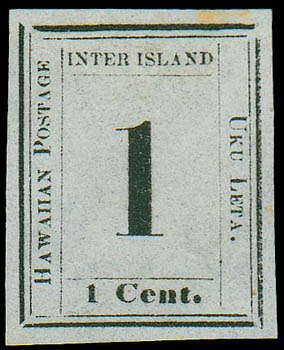 INTER ISLAND
HAWAIIAN POSTAGE
1
UKU LETA.
1 Cent.